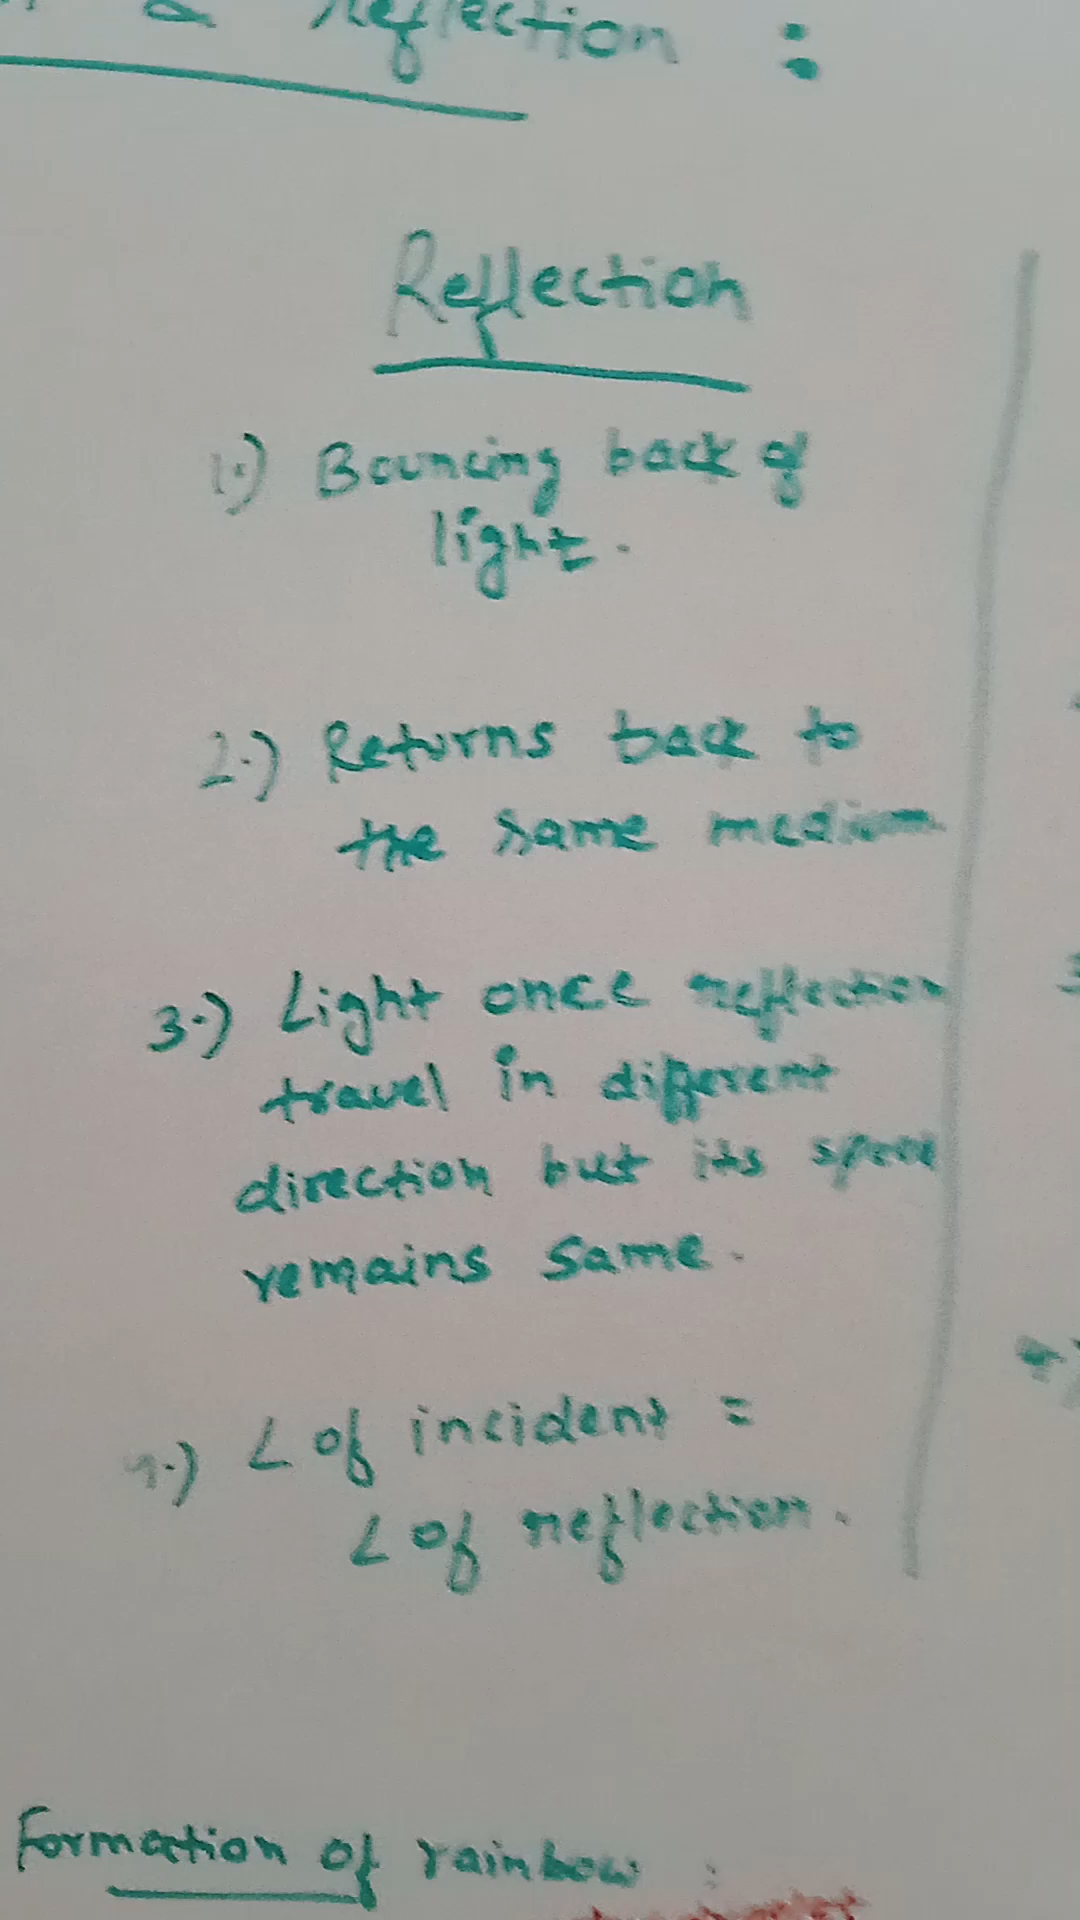 & Reflection :
Reflection
1.) Bouncing back of
light.
2.) Returns back to
the same medium
3.) Light once reflection
travel in different
direction but its speed
remains same.
4.) ∠ of incident =
∠ of reflection.
Formation of rainbow :